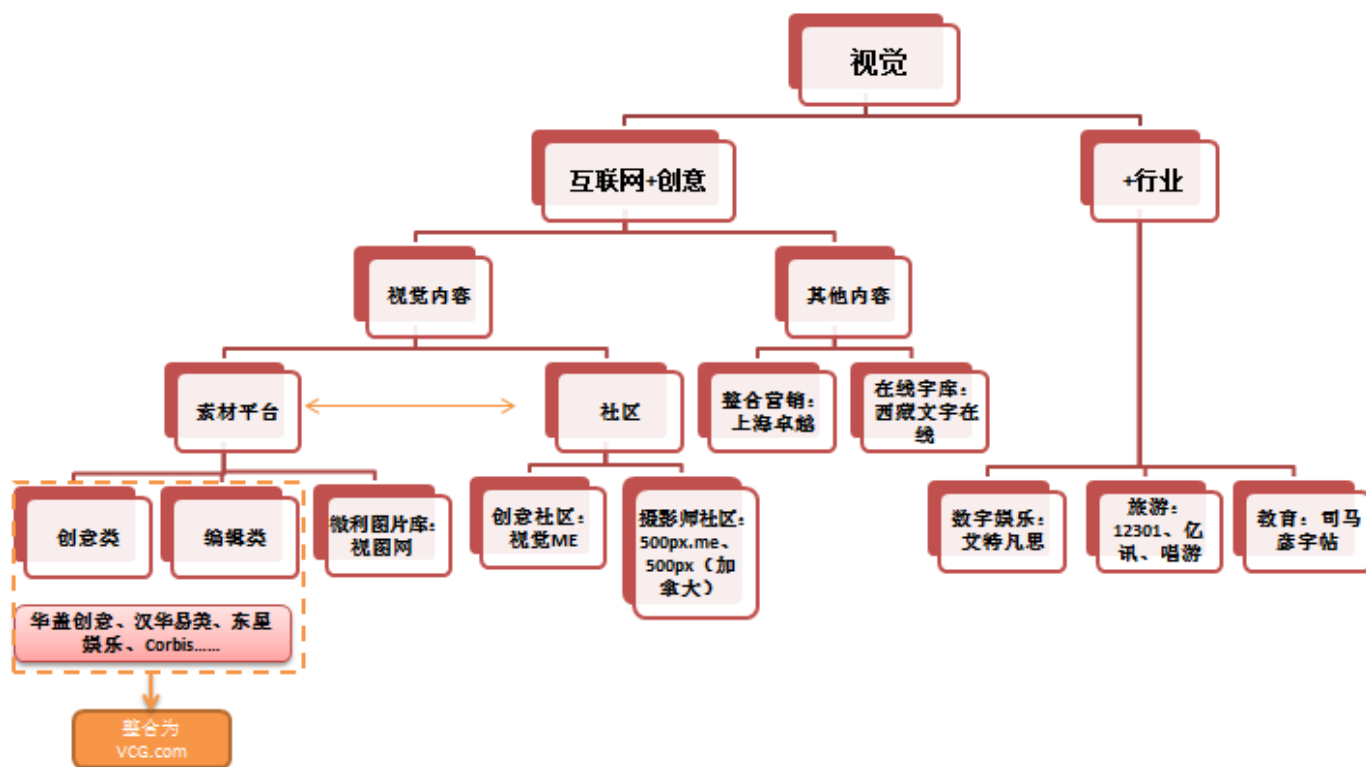 视觉
互联网+创意
+行业
视觉内容
其他内容
素材平台
社区
整合营销：
上海卓越
在线字库：
西藏文字在
线
创意类
编辑类
微利图片库：
视图网
创意社区：
视觉ME
摄影师社区：
500px.me、
500px（加
拿大）
数字娱乐：
艾特凡思
旅游：
12301、亿
讯、唱游
教育：司马
彦字帖
华盖创意、汉华易美、东星
娱乐、Corbis……
整合为
VCG.com